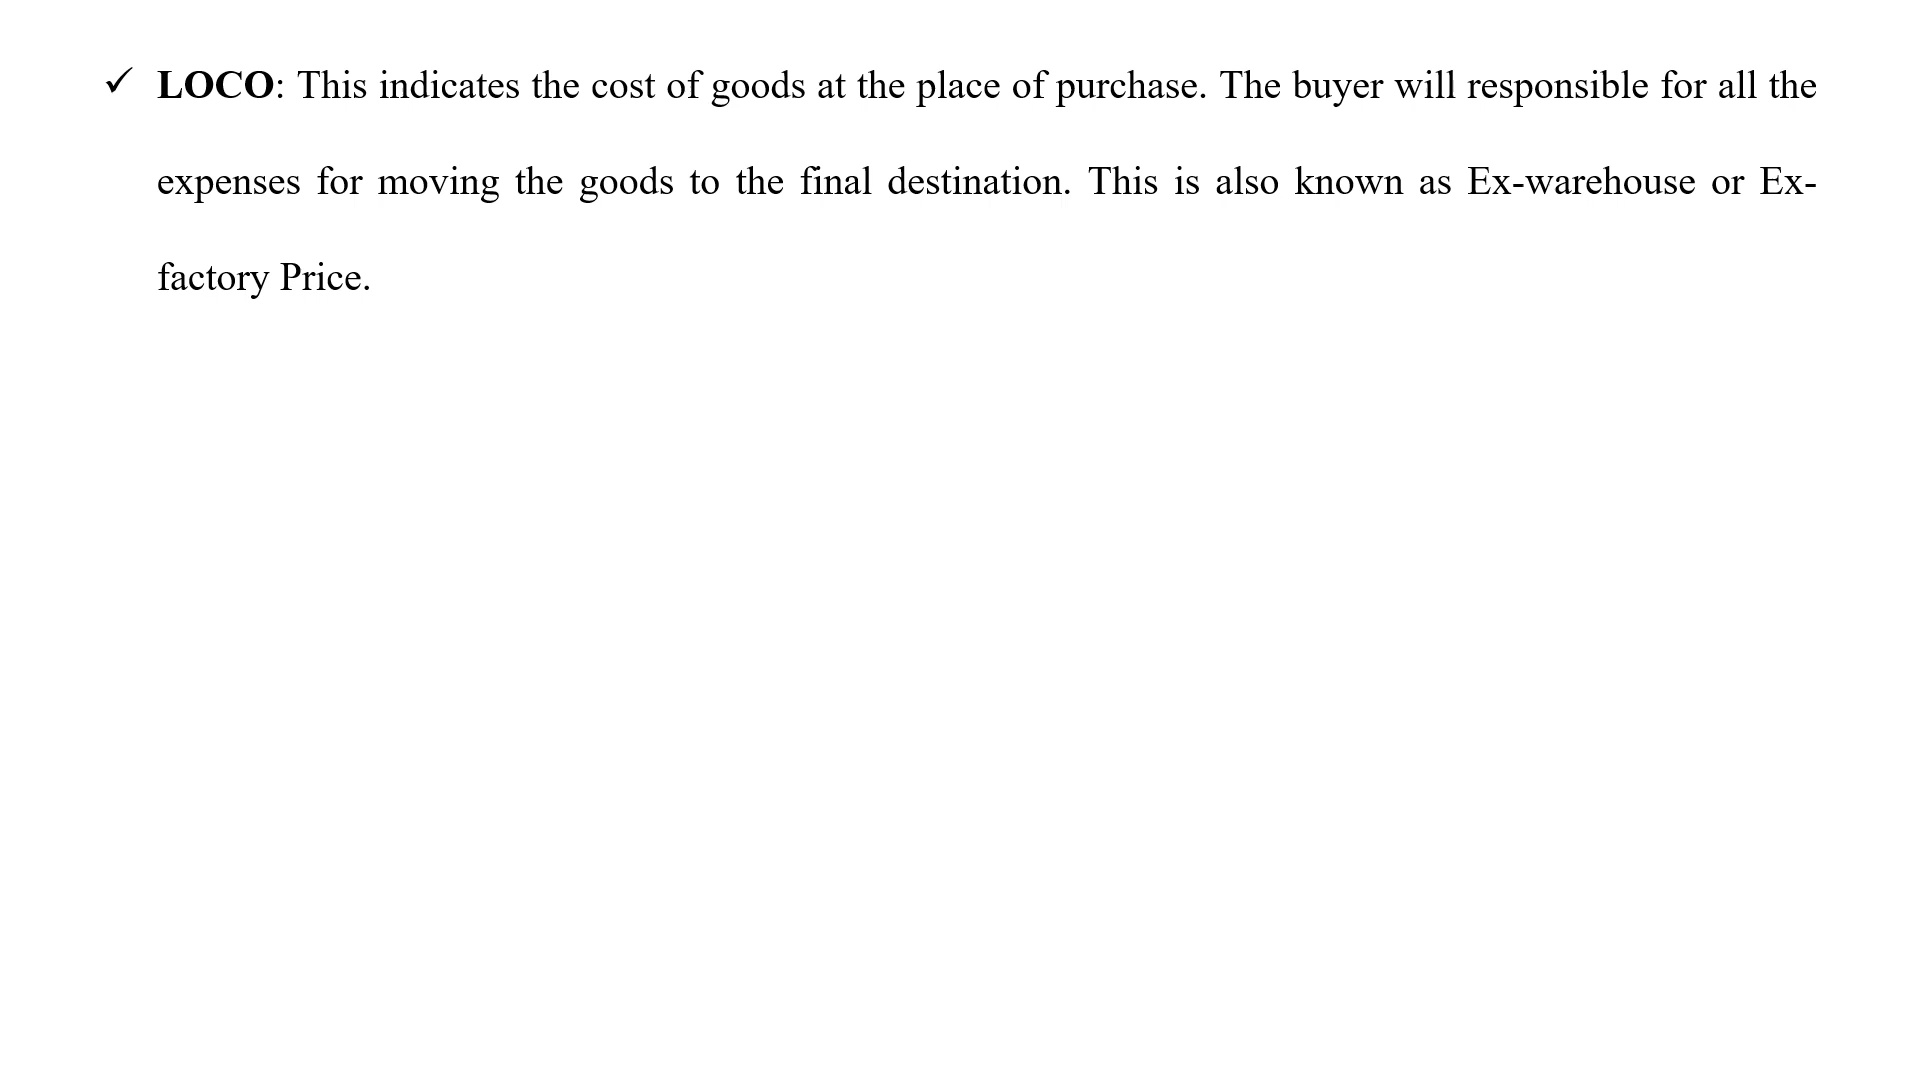 ✓ LOCO: This indicates the cost of goods at the place of purchase. The buyer will responsible for all the
expenses for moving the goods to the final destination. This is also known as Ex-warehouse or Ex-
factory Price.